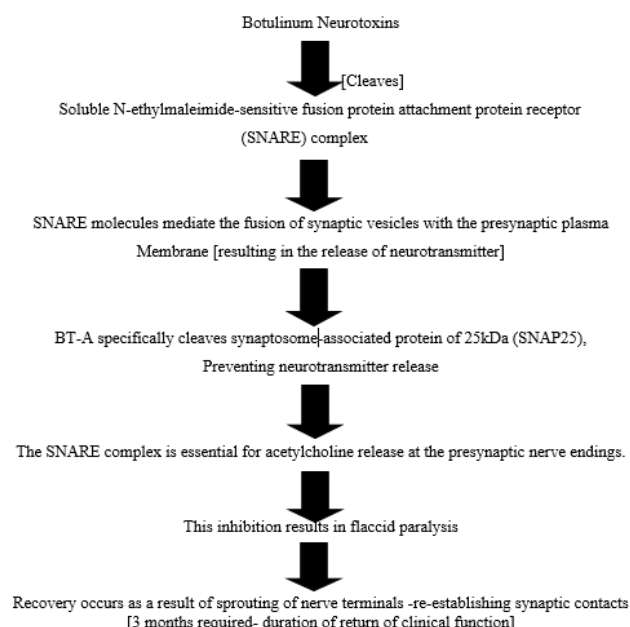 Botulinum Neurotoxins
[Cleaves]
Soluble N-ethylmaleimide-sensitive fusion protein attachment protein receptor
(SNARE) complex
SNARE molecules mediate the fusion of synaptic vesicles with the presynaptic plasma
Membrane [resulting in the release of neurotransmitter]
BT-A specifically cleaves synaptosome-associated protein of 25kDa (SNAP25),
Preventing neurotransmitter release
The SNARE complex is essential for acetylcholine release at the presynaptic nerve endings.
This inhibition results in flaccid paralysis
Recovery occurs as a result of sprouting of nerve terminals -re-establishing synaptic contacts
[3 months required- duration of return of clinical function]